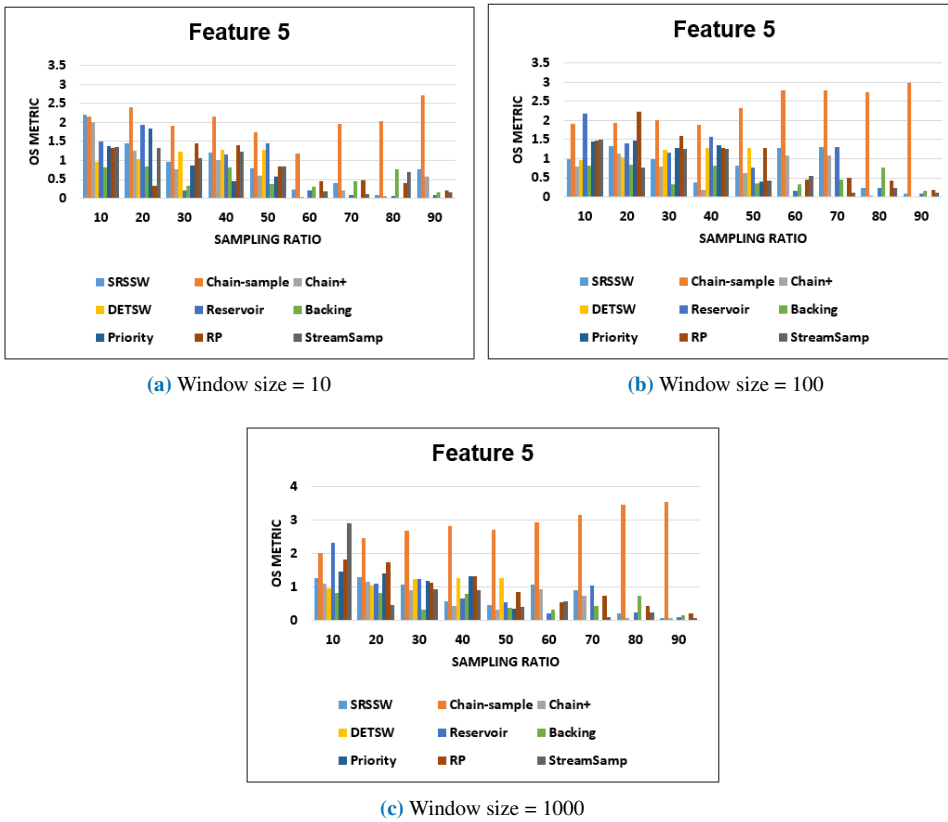 Feature 5
3.5
3
2.5
2
1.5
1
0.5
0
OS METRIC
10 20 30 40 50 60 70 80 90
SAMPLING RATIO
SRSSW Chain-sample Chain+
DETSW Reservoir Backing
Priority RP StreamSamp
(a) Window size = 10
Feature 5
3.5
3
2.5
2
1.5
1
0.5
0
OS METRIC
10 20 30 40 50 60 70 80 90
SAMPLING RATIO
SRSSW Chain-sample Chain+
DETSW Reservoir Backing
Priority RP StreamSamp
(b) Window size = 100
Feature 5
4
3
2
1
0
OS METRIC
10 20 30 40 50 60 70 80 90
SAMPLING RATIO
SRSSW Chain-sample Chain+
DETSW Reservoir Backing
Priority RP StreamSamp
(c) Window size = 1000